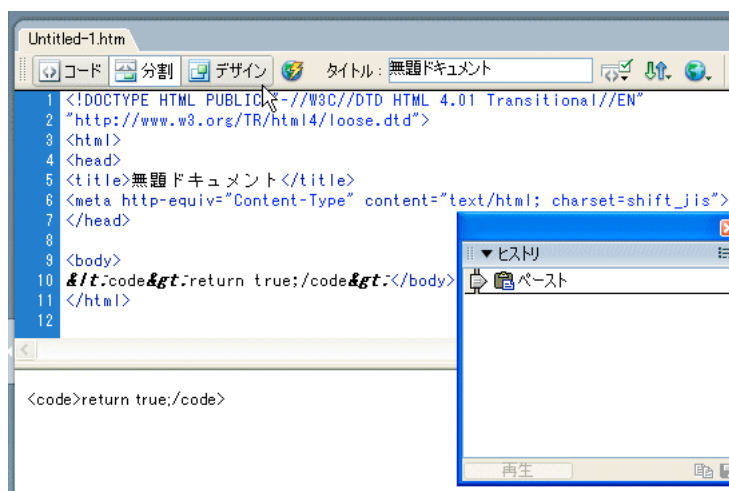 Untitled-1.htm
コード 分割 デザイン タイトル: 無題ドキュメント
1 <!DOCTYPE HTML PUBLIC "-//W3C//DTD HTML 4.01 Transitional//EN"
2 "http://www.w3.org/TR/html4/loose.dtd">
3 <html>
4 <head>
5 <title>無題ドキュメント</title>
6 <meta http-equiv="Content-Type" content="text/html; charset=shift_jis">
7 </head>
8
9 <body>
10 &lt;code&gt;return true;/code&gt;</body>
11 </html>
12
▼ ヒストリ
ペースト
<code>return true;/code>
再生